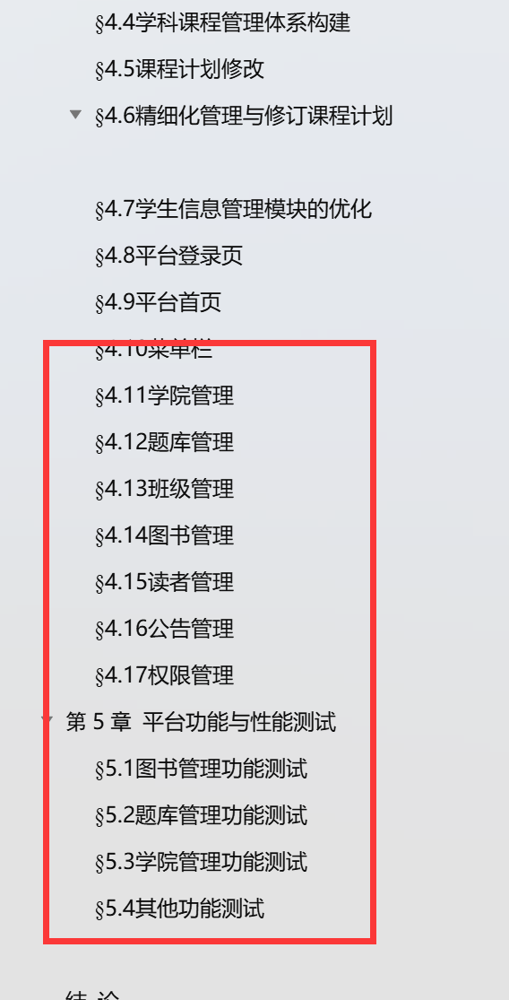 §4.4学科课程管理体系构建
§4.5课程计划修改
§4.6精细化管理与修订课程计划
§4.7学生信息管理模块的优化
§4.8平台登录页
§4.9平台首页
§4.10菜单栏
§4.11学院管理
§4.12题库管理
§4.13班级管理
§4.14图书管理
§4.15读者管理
§4.16公告管理
§4.17权限管理
第 5 章 平台功能与性能测试
§5.1图书管理功能测试
§5.2题库管理功能测试
§5.3学院管理功能测试
§5.4其他功能测试
结 论